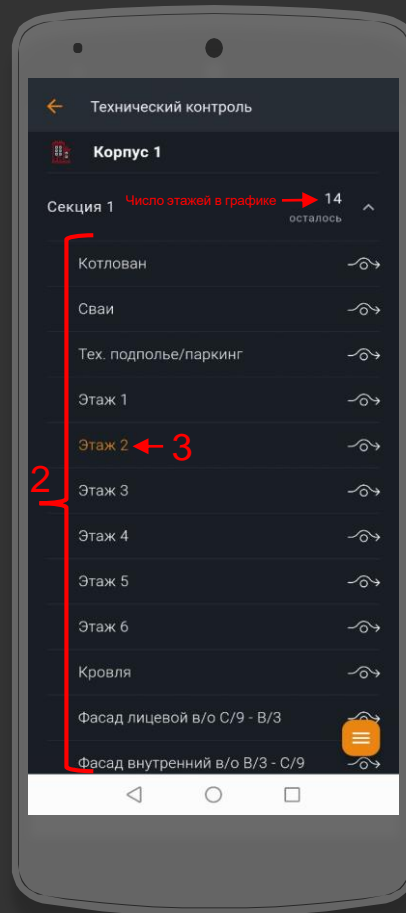 Технический контроль
Корпус 1
Секция 1 Число этажей в графике 14
осталось
Котлован
Сваи
Тех. подполье/паркинг
Этаж 1
Этаж 2 3
2
Этаж 3
Этаж 4
Этаж 5
Этаж 6
Кровля
Фасад лицевой в/о С/9 - В/3
Фасад внутренний в/о В/3 - С/9